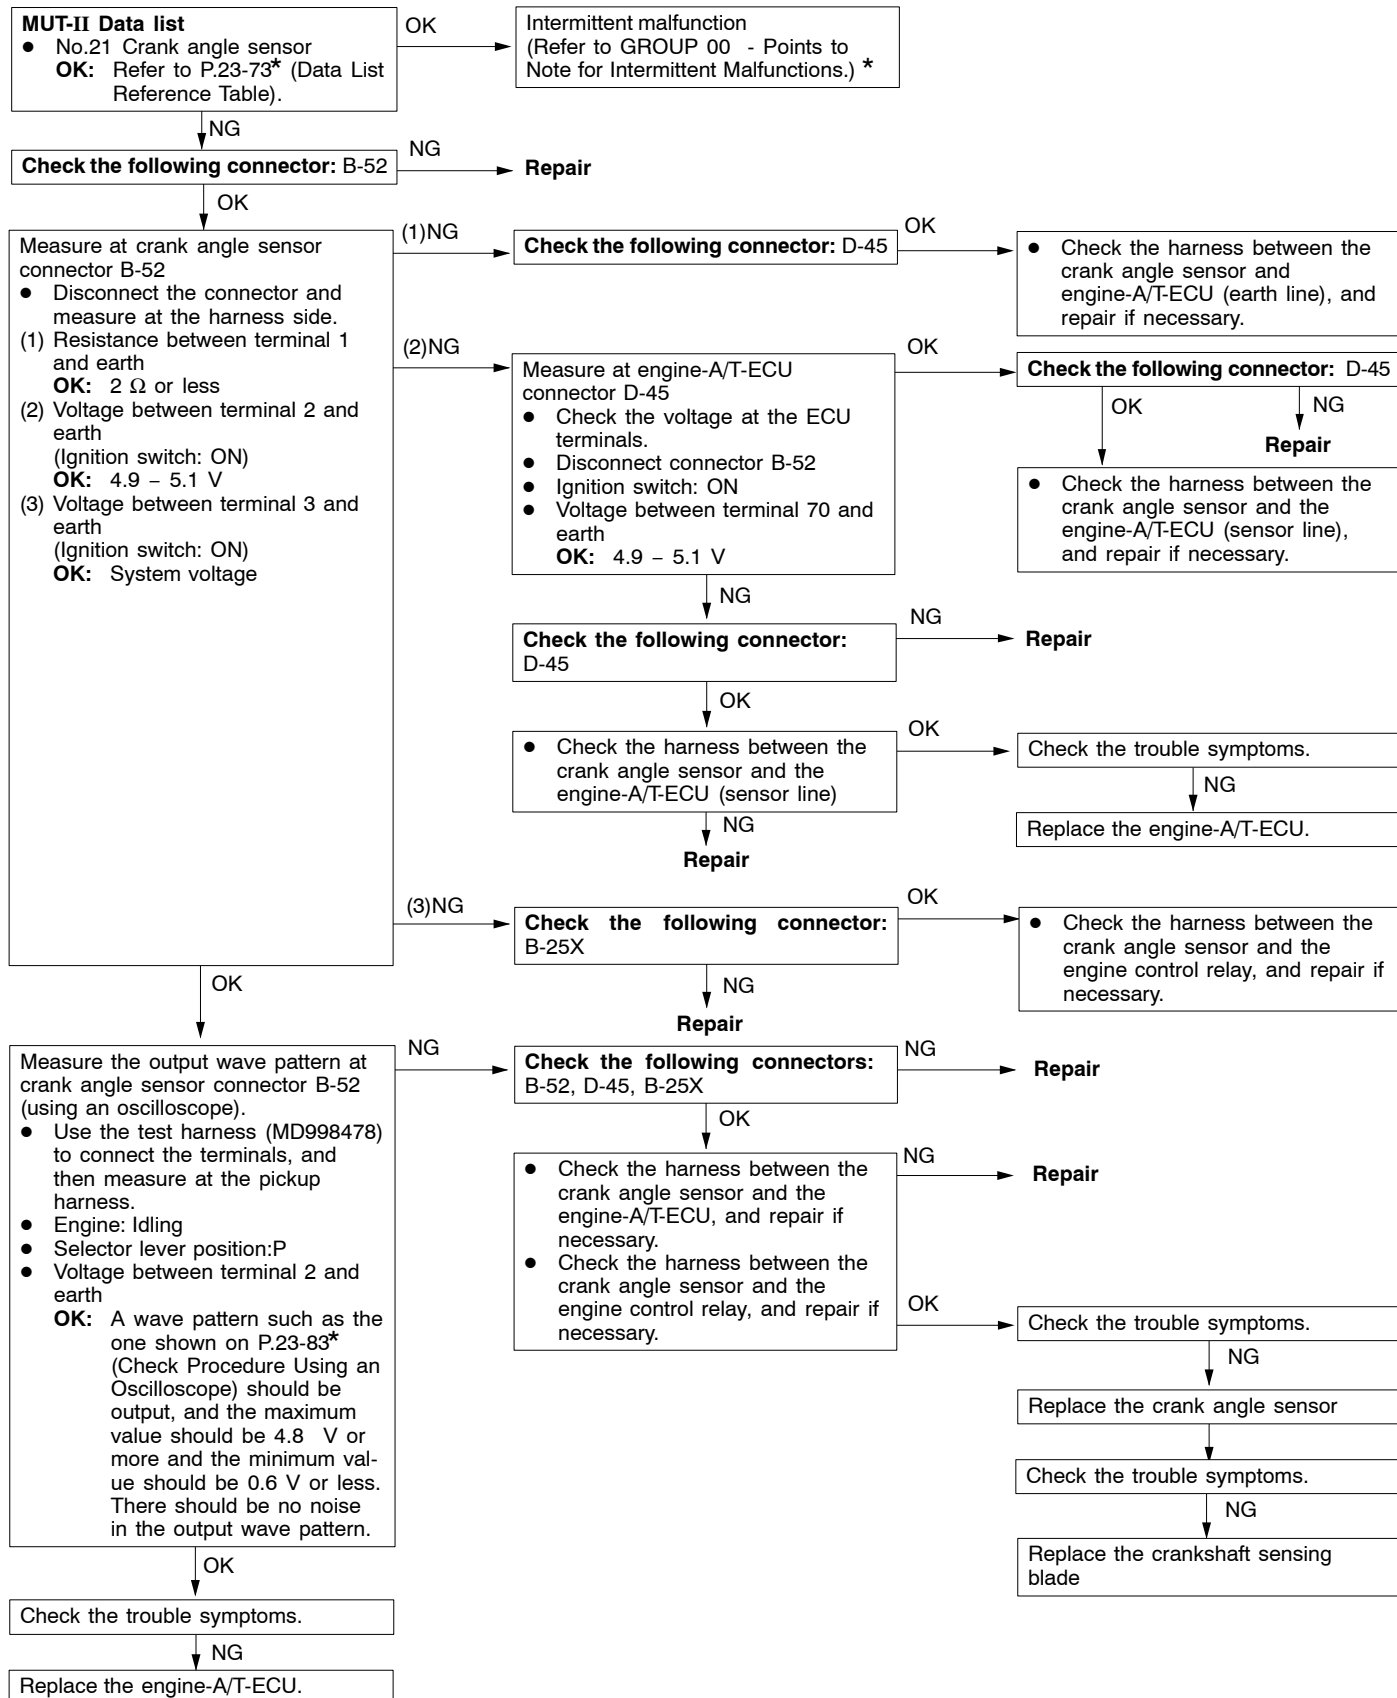 MUT-II Data list
● No.21 Crank angle sensor
OK: Refer to P.23-73* (Data List
Reference Table).
OK
Intermittent malfunction
(Refer to GROUP 00 - Points to
Note for Intermittent Malfunctions.) *
NG
Check the following connector: B-52
NG
Repair
OK
Measure at crank angle sensor
connector B-52
● Disconnect the connector and
measure at the harness side.
(1) Resistance between terminal 1
and earth
OK: 2 Ω or less
(2) Voltage between terminal 2 and
earth
(Ignition switch: ON)
OK: 4.9 – 5.1 V
(3) Voltage between terminal 3 and
earth
(Ignition switch: ON)
OK: System voltage
(1)NG
Check the following connector: D-45
OK
● Check the harness between the
crank angle sensor and
engine-A/T-ECU (earth line), and
repair if necessary.
(2)NG
Measure at engine-A/T-ECU
connector D-45
● Check the voltage at the ECU
terminals.
● Disconnect connector B-52
● Ignition switch: ON
● Voltage between terminal 70 and
earth
OK: 4.9 – 5.1 V
OK
Check the following connector: D-45
OK
NG
Repair
● Check the harness between the
crank angle sensor and the
engine-A/T-ECU (sensor line),
and repair if necessary.
NG
Check the following connector:
D-45
NG
Repair
OK
● Check the harness between the
crank angle sensor and the
engine-A/T-ECU (sensor line)
OK
Check the trouble symptoms.
NG
Replace the engine-A/T-ECU.
NG
Repair
(3)NG
Check the following connector:
B-25X
OK
● Check the harness between the
crank angle sensor and the
engine control relay, and repair if
necessary.
NG
Repair
OK
Measure the output wave pattern at
crank angle sensor connector B-52
(using an oscilloscope).
● Use the test harness (MD998478)
to connect the terminals, and
then measure at the pickup
harness.
● Engine: Idling
● Selector lever position:P
● Voltage between terminal 2 and
earth
OK: A wave pattern such as the
one shown on P.23-83*
(Check Procedure Using an
Oscilloscope) should be
output, and the maximum
value should be 4.8 V or
more and the minimum val-
ue should be 0.6 V or less.
There should be no noise
in the output wave pattern.
NG
Check the following connectors:
B-52, D-45, B-25X
NG
Repair
OK
● Check the harness between the
crank angle sensor and the
engine-A/T-ECU, and repair if
necessary.
● Check the harness between the
crank angle sensor and the
engine control relay, and repair if
necessary.
NG
Repair
OK
Check the trouble symptoms.
NG
Replace the crank angle sensor
Check the trouble symptoms.
NG
Replace the crankshaft sensing
blade
OK
Check the trouble symptoms.
NG
Replace the engine-A/T-ECU.